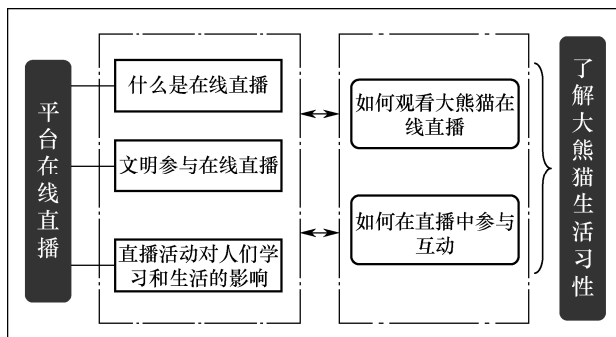 平台在线直播
什么是在线直播
文明参与在线直播
直播活动对人们学
习和生活的影响
如何观看大熊猫在
线直播
如何在直播中参与
互动
了解大熊猫生活习性